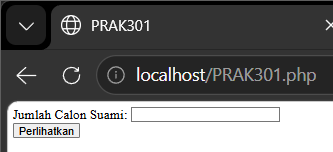 PRAK301
localhost/PRAK301.php
Jumlah Calon Suami:
Perlihatkan